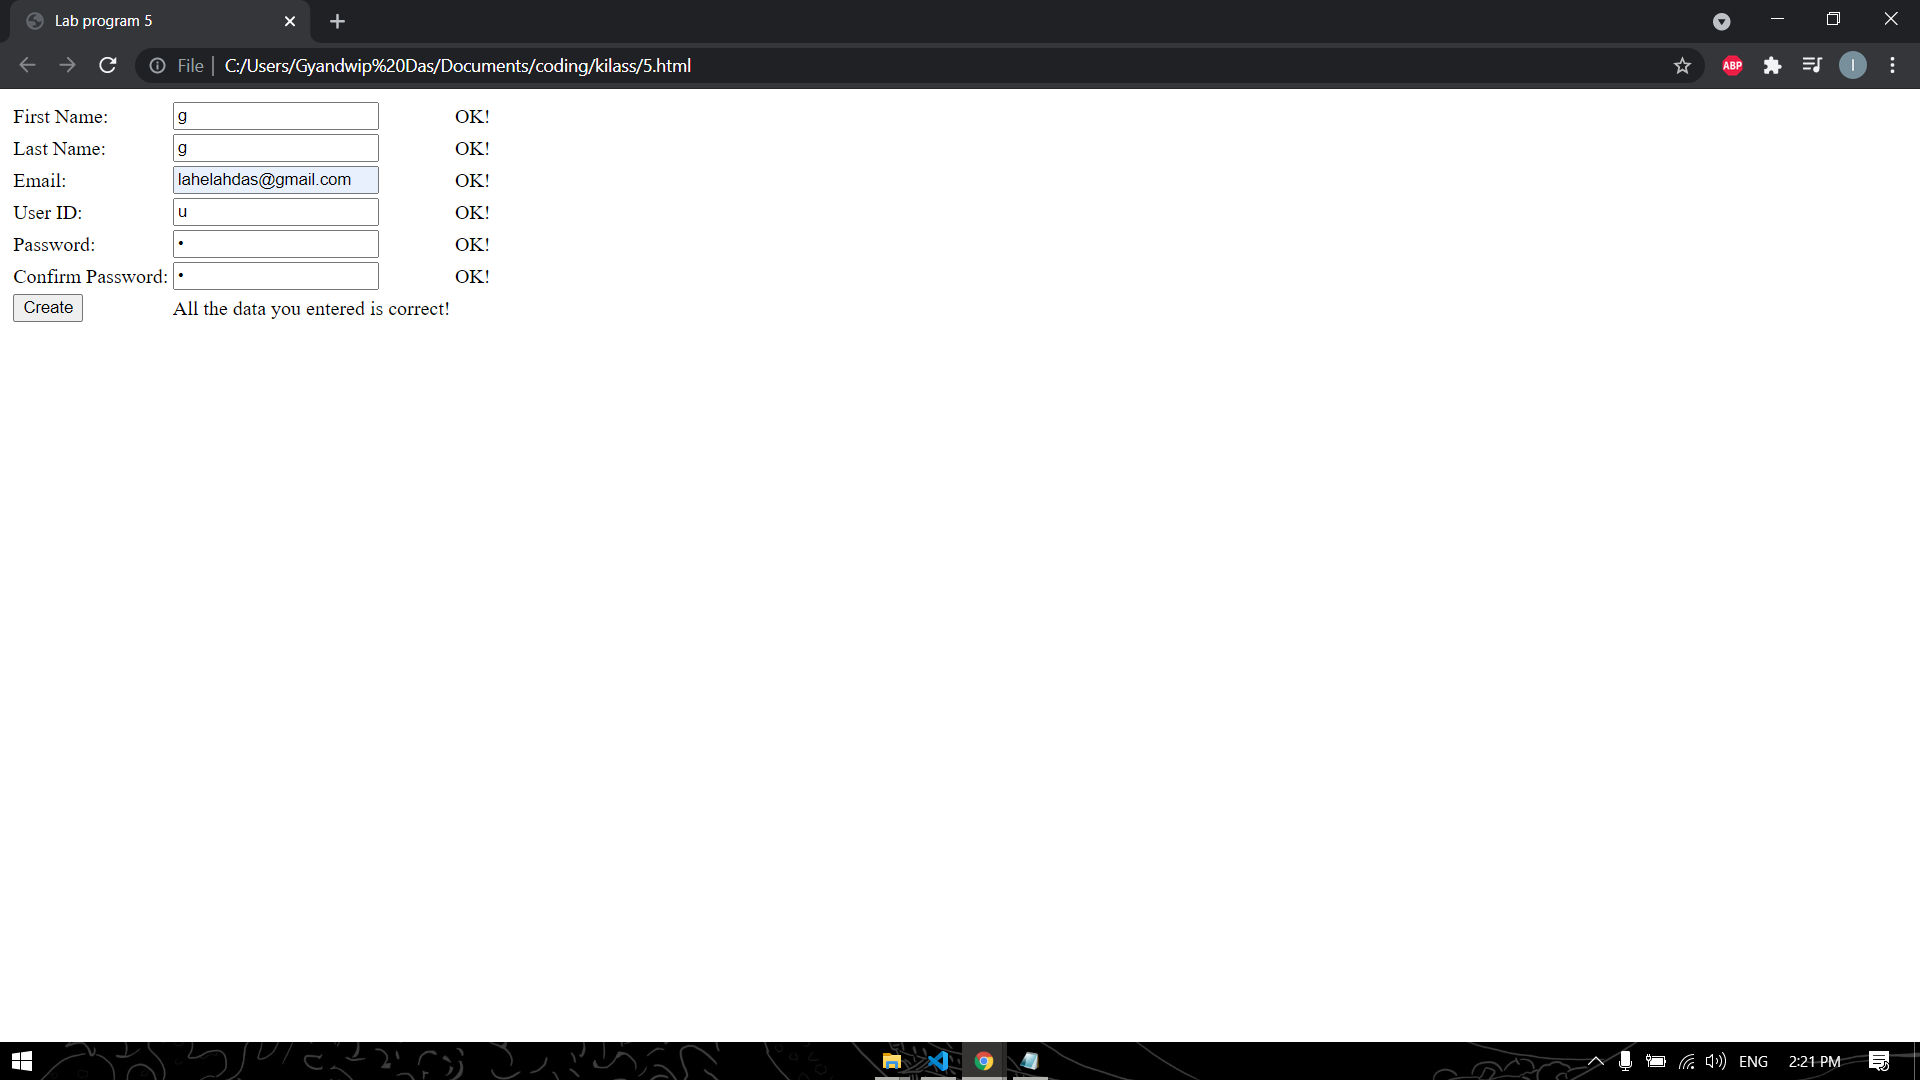 Lab program 5
File | C:/Users/Gyandwip%20Das/Documents/coding/kilass/5.html
ABP
I
First Name: g OK!
Last Name: g OK!
Email: lahelahdas@gmail.com OK!
User ID: u OK!
Password: • OK!
Confirm Password: • OK!
Create All the data you entered is correct!
ENG 2:21 PM